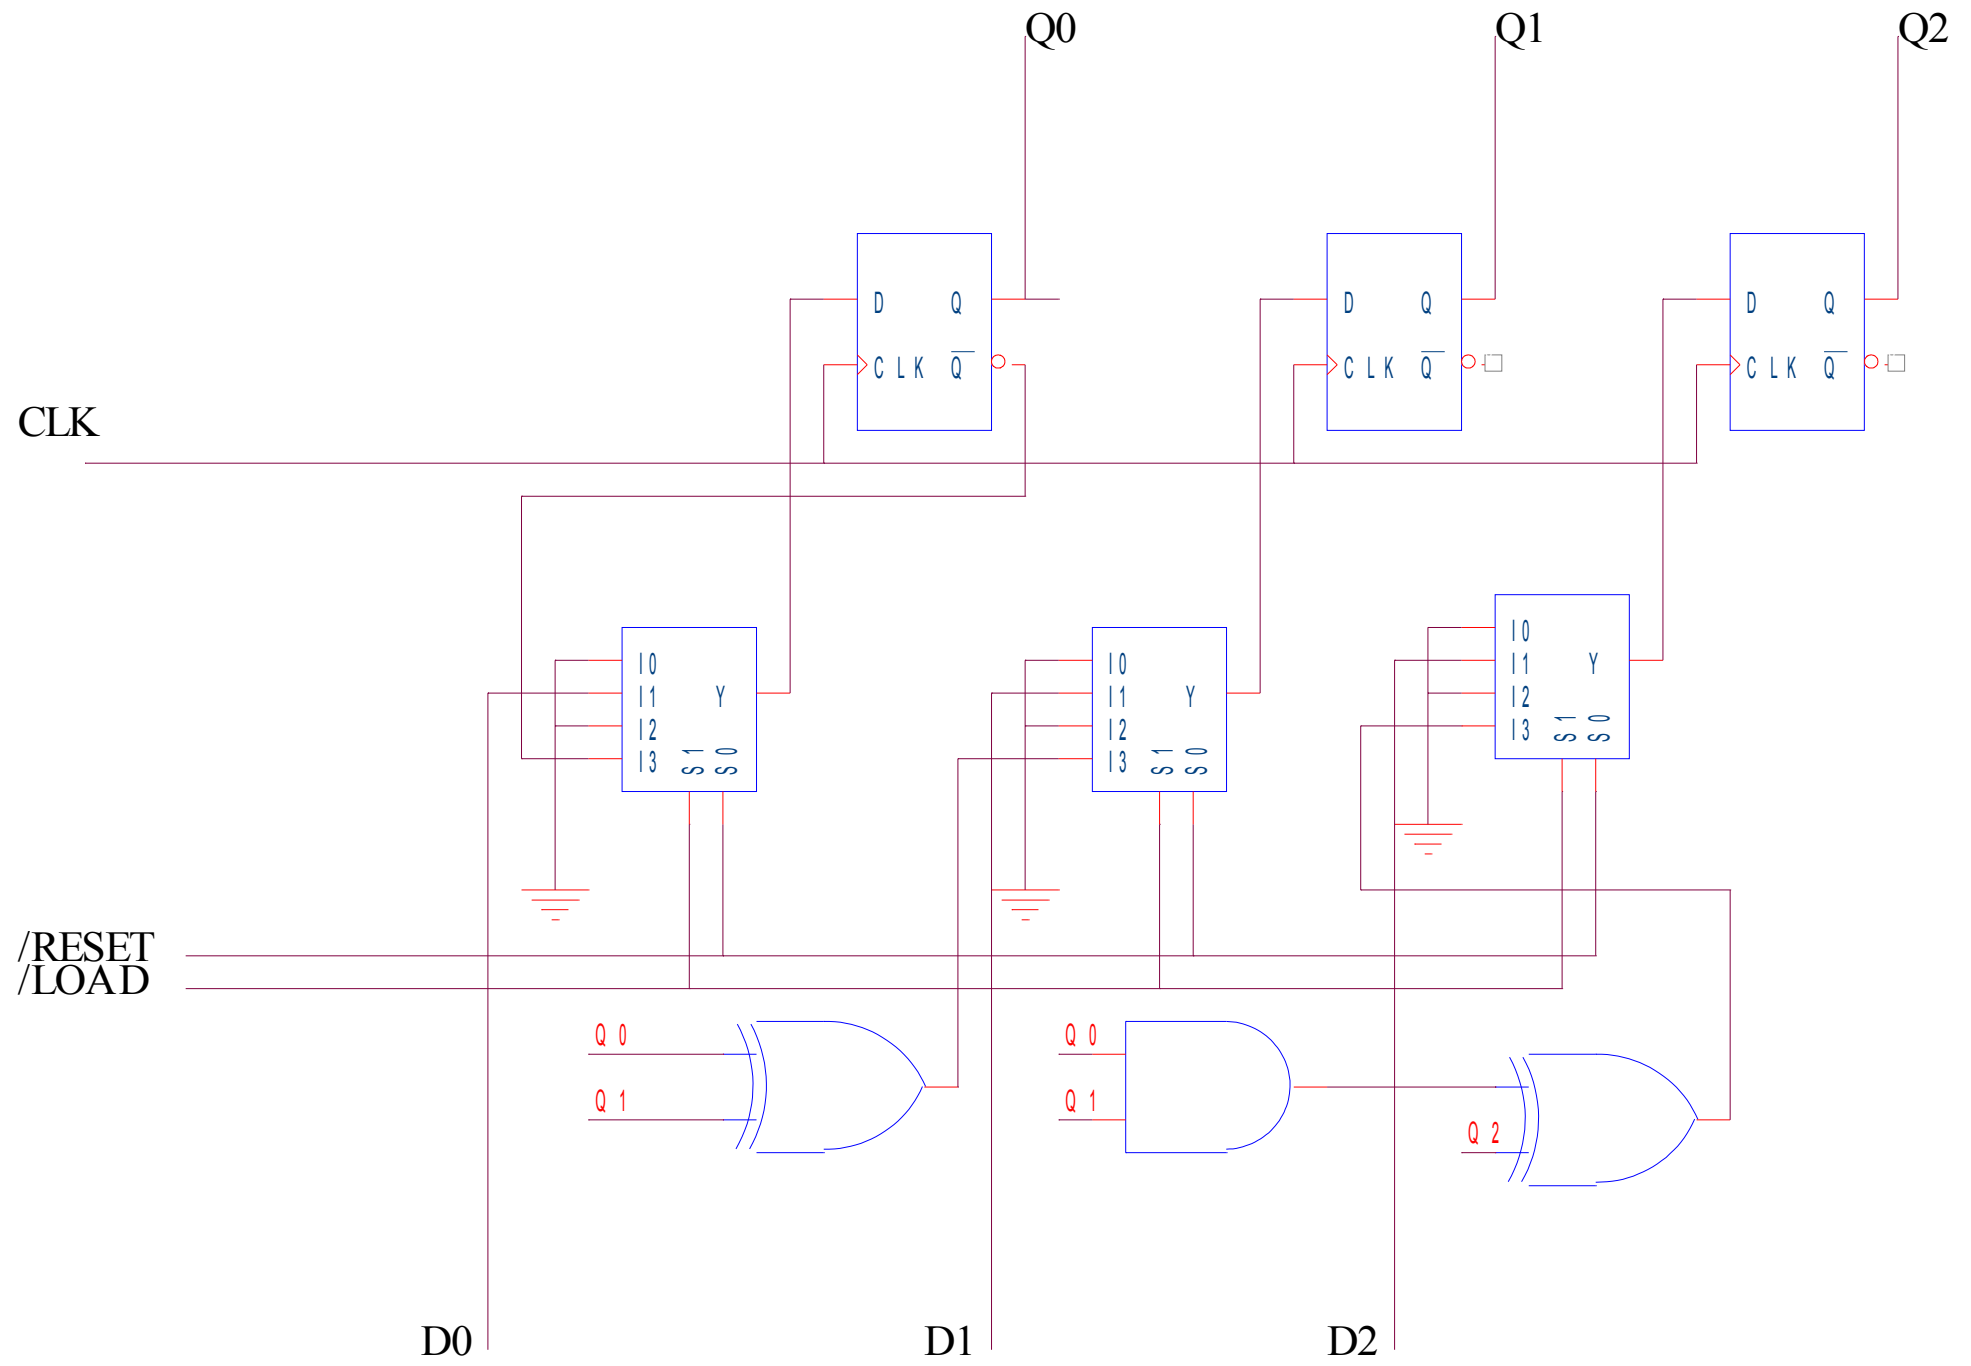 Q0 Q1 Q2
D Q D Q D Q
CLK Q CLK Q CLK Q
CLK
I0
I1 Y
I2
I3 S1 S0
I0
I1 Y
I2
I3 S1 S0
I0
I1 Y
I2
I3 S1 S0
/RESET
/LOAD
Q0
Q1
Q0
Q1
Q2
D0 D1 D2